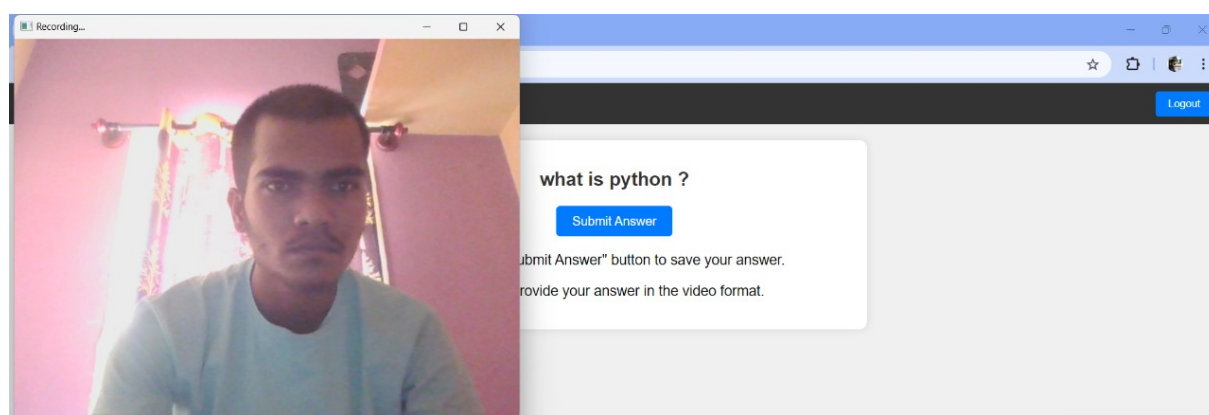 Recording...
Logout
what is python ?
Submit Answer
ubmit Answer" button to save your answer.
rovide your answer in the video format.